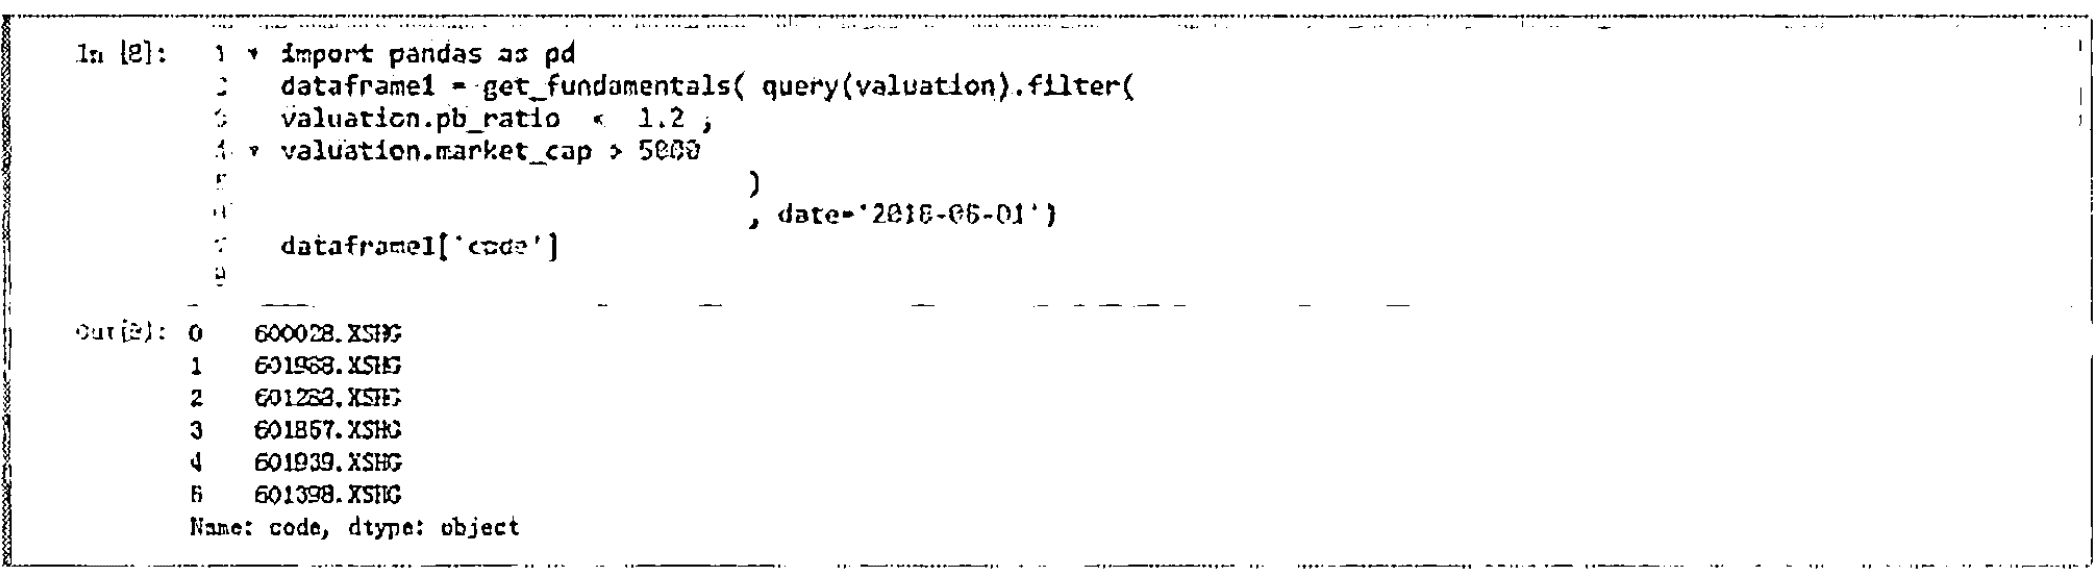 In [8]:
1 import pandas as pd
2 dataframe1 = get_fundamentals( query(valuation).filter(
3 valuation.pb_ratio < 1.2 ,
4 valuation.market_cap > 5000
5 )
6 , date='2018-06-01')
7 dataframe1['code']
8
Out[8]:
0 600028.XSHG
1 601988.XSHG
2 601288.XSHG
3 601857.XSHG
4 601939.XSHG
5 601398.XSHG
Name: code, dtype: object